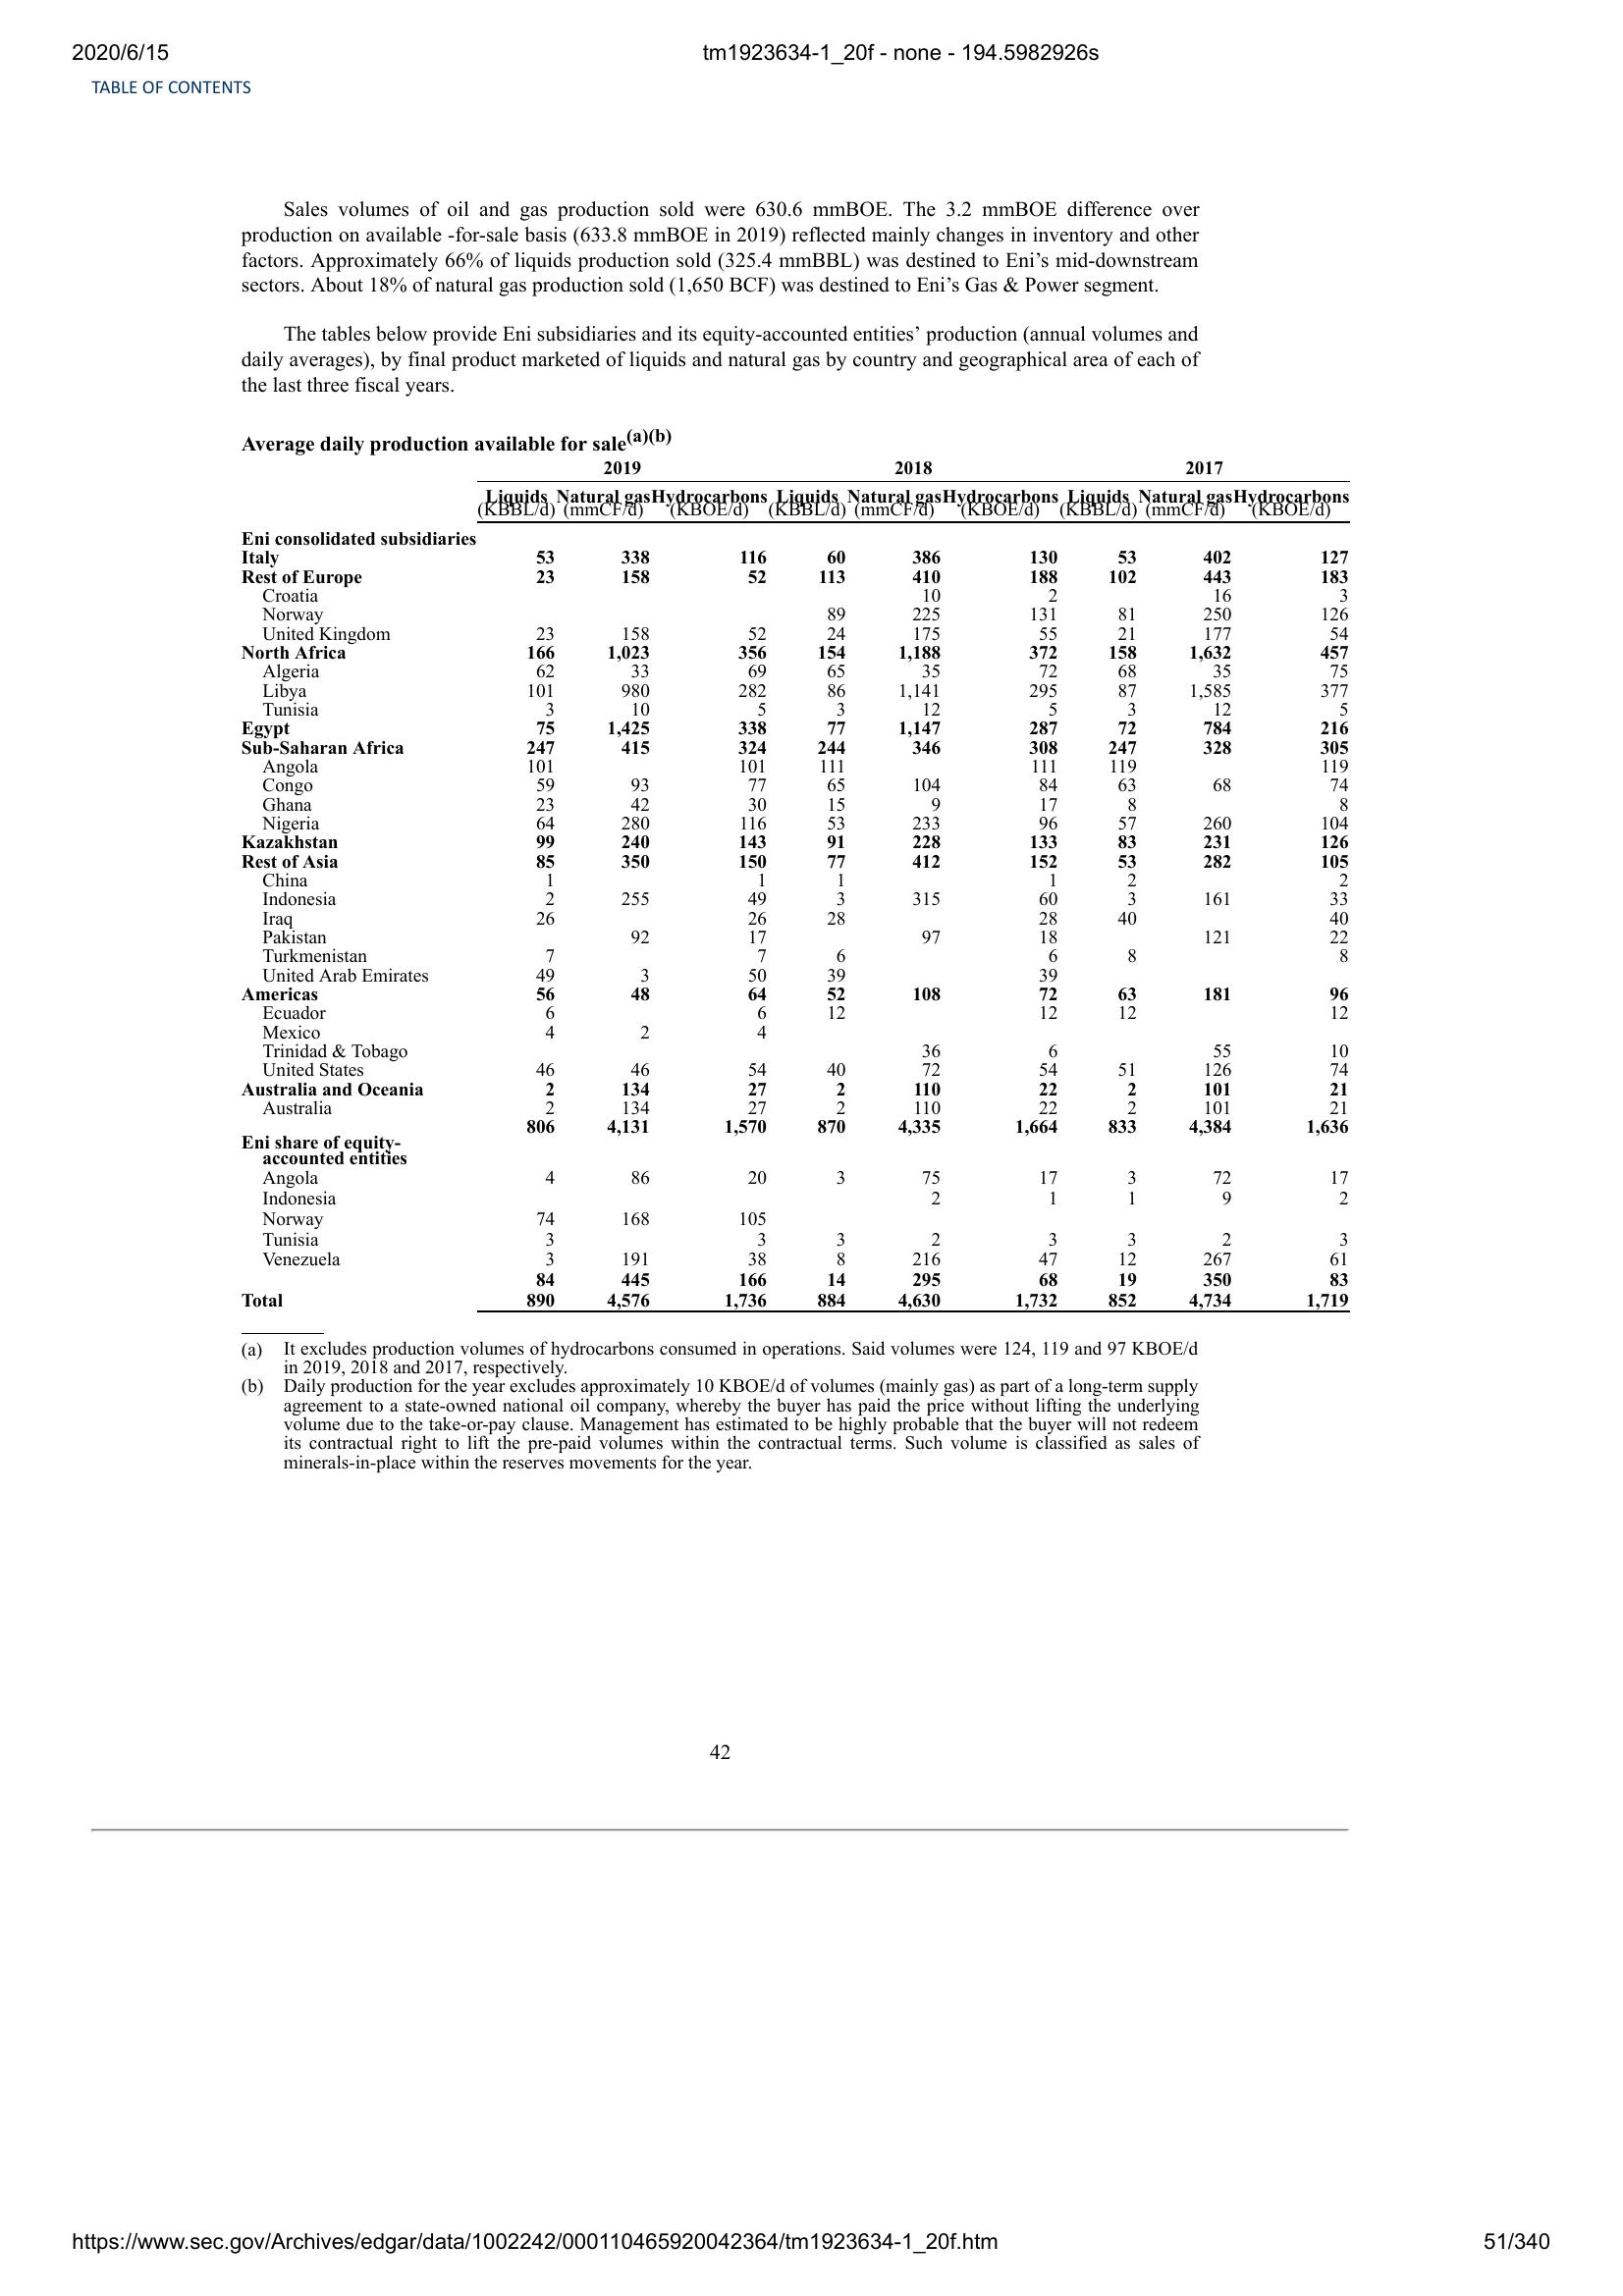 2020/6/15 tm1923634-1_20f - none - 194.5982926s
TABLE OF CONTENTS
Sales volumes of oil and gas production sold were 630.6 mmBOE. The 3.2 mmBOE difference over
production on available -for-sale basis (633.8 mmBOE in 2019) reflected mainly changes in inventory and other
factors. Approximately 66% of liquids production sold (325.4 mmBBL) was destined to Eni’s mid-downstream
sectors. About 18% of natural gas production sold (1,650 BCF) was destined to Eni’s Gas & Power segment.
The tables below provide Eni subsidiaries and its equity-accounted entities’ production (annual volumes and
daily averages), by final product marketed of liquids and natural gas by country and geographical area of each of
the last three fiscal years.
Average daily production available for sale(a)(b)
2019 2018 2017
Liquids Natural gas Hydrocarbons Liquids Natural gas Hydrocarbons Liquids Natural gas Hydrocarbons
(KBBL/d) (mmCF/d) (KBOE/d) (KBBL/d) (mmCF/d) (KBOE/d) (KBBL/d) (mmCF/d) (KBOE/d)
Eni consolidated subsidiaries
Italy 53 338 116 60 386 130 53 402 127
Rest of Europe 23 158 52 113 410 188 102 443 183
Croatia 10 2 16 3
Norway 89 225 131 81 250 126
United Kingdom 23 158 52 24 175 55 21 177 54
North Africa 166 1,023 356 154 1,188 372 158 1,632 457
Algeria 62 33 69 65 35 72 68 35 75
Libya 101 980 282 86 1,141 295 87 1,585 377
Tunisia 3 10 5 3 12 5 3 12 5
Egypt 75 1,425 338 77 1,147 287 72 784 216
Sub-Saharan Africa 247 415 324 244 346 308 247 328 305
Angola 101 101 111 111 119 119
Congo 59 93 77 65 104 84 63 68 74
Ghana 23 42 30 15 9 17 8 8
Nigeria 64 280 116 53 233 96 57 260 104
Kazakhstan 99 240 143 91 228 133 83 231 126
Rest of Asia 85 350 150 77 412 152 53 282 105
China 1 1 1 1 2 2
Indonesia 2 255 49 3 315 60 3 161 33
Iraq 26 26 28 28 40 40
Pakistan 92 17 97 18 121 22
Turkmenistan 7 7 6 6 8 8
United Arab Emirates 49 3 50 39 39
Americas 56 48 64 52 108 72 63 181 96
Ecuador 6 6 12 12 12 12
Mexico 4 2 4
Trinidad & Tobago 36 6 55 10
United States 46 46 54 40 72 54 51 126 74
Australia and Oceania 2 134 27 2 110 22 2 101 21
Australia 2 134 27 2 110 22 2 101 21
806 4,131 1,570 870 4,335 1,664 833 4,384 1,636
Eni share of equity-
accounted entities
Angola 4 86 20 3 75 17 3 72 17
Indonesia 2 1 1 9 2
Norway 74 168 105
Tunisia 3 3 3 2 3 3 2 3
Venezuela 3 191 38 8 216 47 12 267 61
84 445 166 14 295 68 19 350 83
Total 890 4,576 1,736 884 4,630 1,732 852 4,734 1,719
(a) It excludes production volumes of hydrocarbons consumed in operations. Said volumes were 124, 119 and 97 KBOE/d
in 2019, 2018 and 2017, respectively.
(b) Daily production for the year excludes approximately 10 KBOE/d of volumes (mainly gas) as part of a long-term supply
agreement to a state-owned national oil company, whereby the buyer has paid the price without lifting the underlying
volume due to the take-or-pay clause. Management has estimated to be highly probable that the buyer will not redeem
its contractual right to lift the pre-paid volumes within the contractual terms. Such volume is classified as sales of
minerals-in-place within the reserves movements for the year.
42
https://www.sec.gov/Archives/edgar/data/1002242/000110465920042364/tm1923634-1_20f.htm 51/340